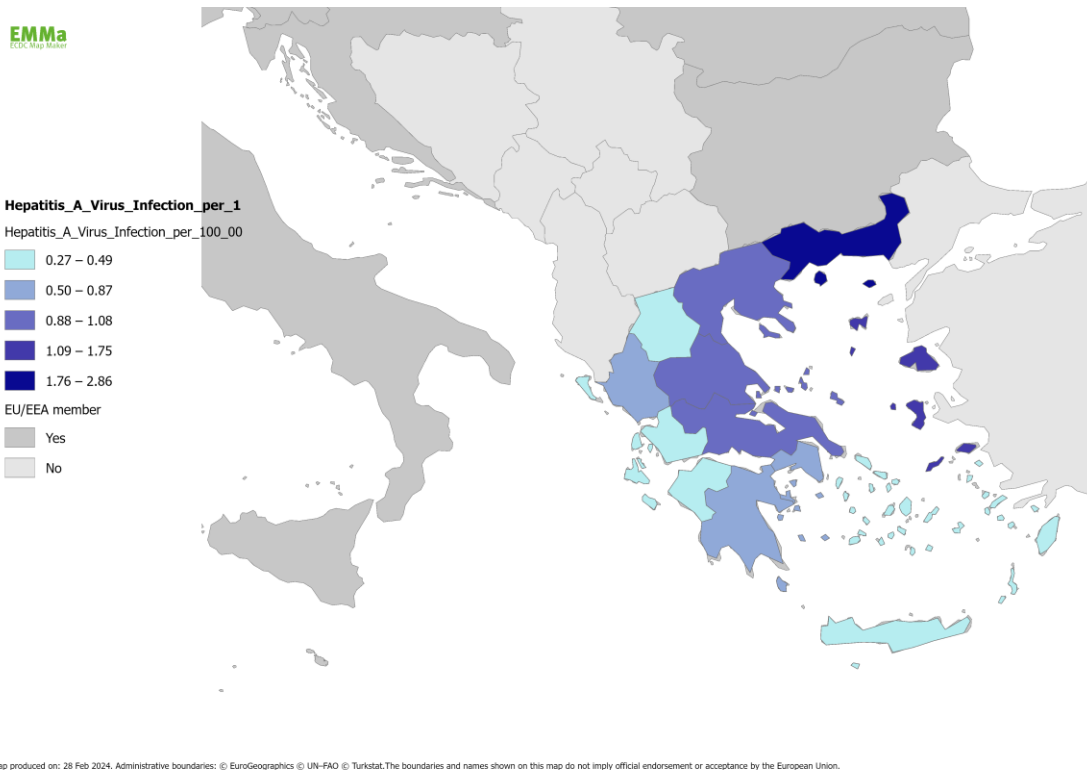 EMMa
ECDC Map Maker
Hepatitis_A_Virus_Infection_per_1
Hepatitis_A_Virus_Infection_per_100_00
0.27 – 0.49
0.50 – 0.87
0.88 – 1.08
1.09 – 1.75
1.76 – 2.86
EU/EEA member
Yes
No
ap produced on: 28 Feb 2024. Administrative boundaries: © EuroGeographics © UN–FAO © Turkstat.The boundaries and names shown on this map do not imply official endorsement or acceptance by the European Union.